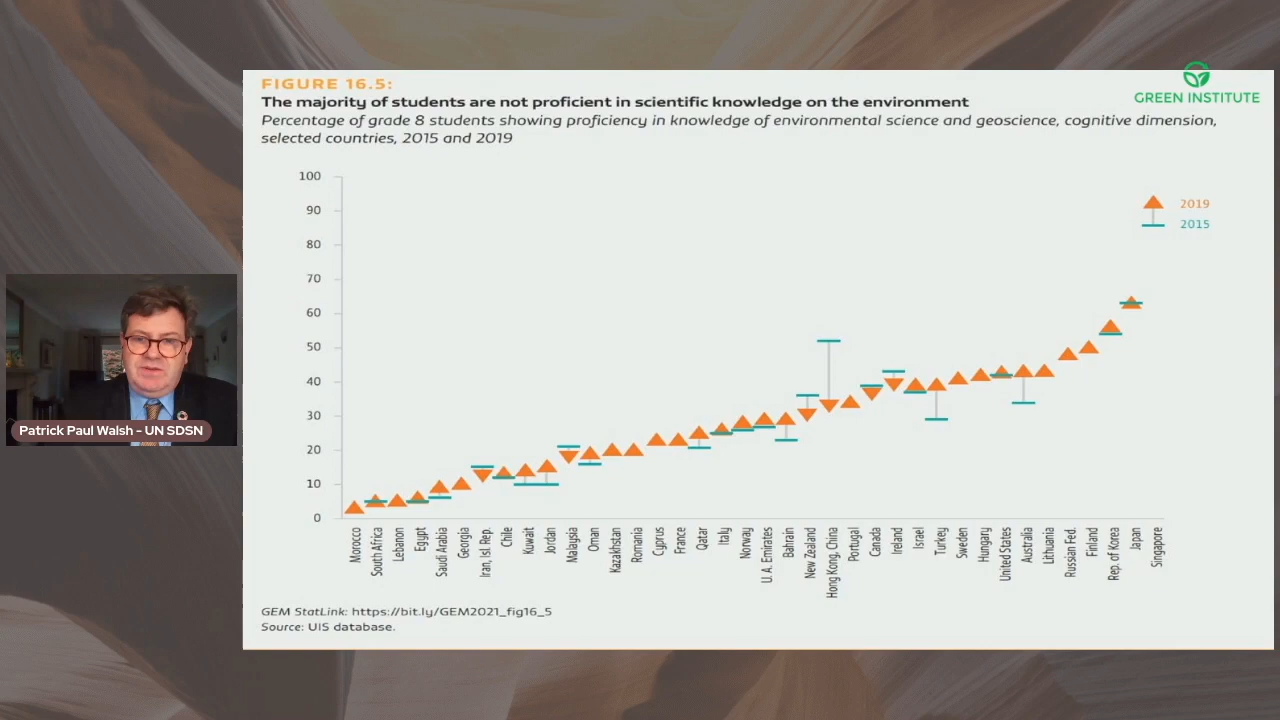 FIGURE 16.5:
The majority of students are not proficient in scientific knowledge on the environment
Percentage of grade 8 students showing proficiency in knowledge of environmental science and geoscience, cognitive dimension,
selected countries, 2015 and 2019
GREEN INSTITUTE
100
90
80
70
60
50
40
30
20
10
0
2019
2015
Morocco
South Africa
Lebanon
Egypt
Saudi Arabia
Georgia
Iran, Isl. Rep.
Chile
Kuwait
Jordan
Malaysia
Oman
Kazakhstan
Romania
Cyprus
France
Qatar
Italy
Norway
U. A. Emirates
Bahrain
New Zealand
Hong Kong, China
Portugal
Canada
Ireland
Israel
Turkey
Sweden
Hungary
United States
Australia
Lithuania
Russian Fed.
Finland
Rep. of Korea
Japan
Singapore
GEM StatLink: https://bit.ly/GEM2021_fig16_5
Source: UIS database.
Patrick Paul Walsh - UN SDSN